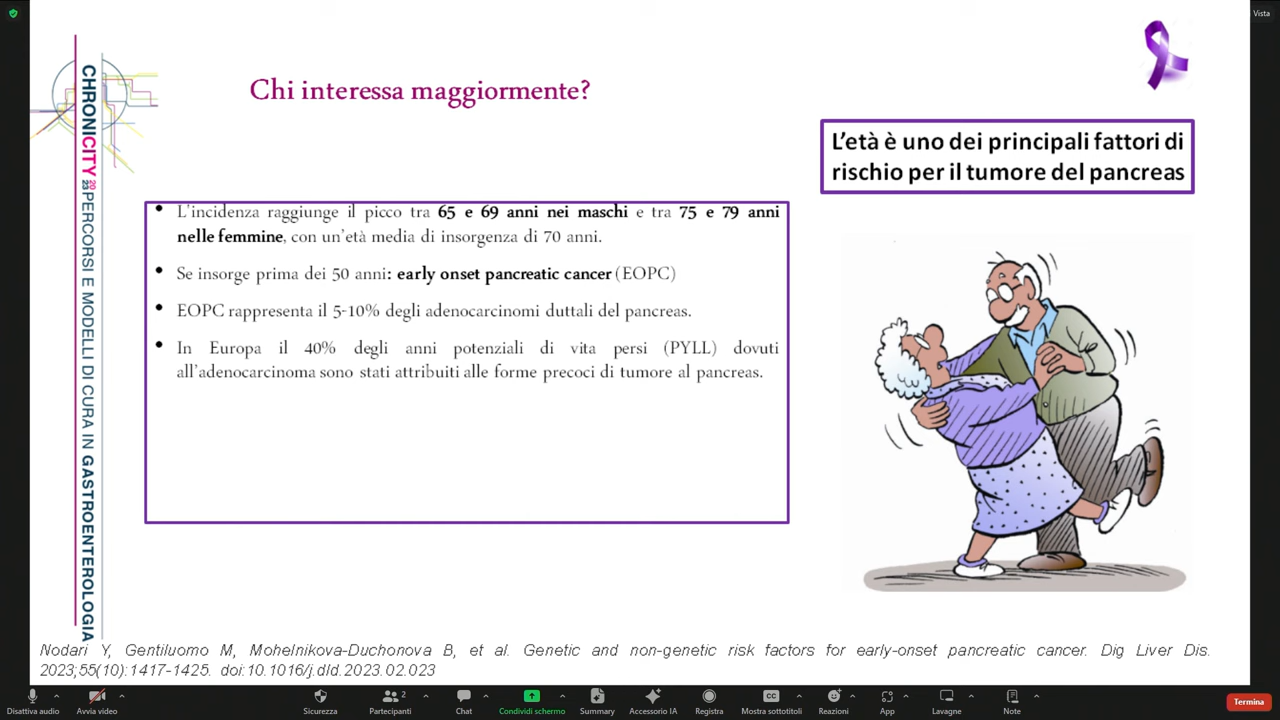 Vista
CHRONICITY 2023 PERCORSI E MODELLI DI CURA IN GASTROENTEROLOGIA
Chi interessa maggiormente?
L'età è uno dei principali fattori di
rischio per il tumore del pancreas
• L'incidenza raggiunge il picco tra 65 e 69 anni nei maschi e tra 75 e 79 anni
nelle femmine, con un'età media di insorgenza di 70 anni.
• Se insorge prima dei 50 anni: early onset pancreatic cancer (EOPC)
• EOPC rappresenta il 5-10% degli adenocarcinomi duttali del pancreas.
• In Europa il 40% degli anni potenziali di vita persi (PYLL) dovuti
all'adenocarcinoma sono stati attribuiti alle forme precoci di tumore al pancreas.
Nodari Y, Gentiluomo M, Mohelnikova-Duchonova B, et al. Genetic and non-genetic risk factors for early-onset pancreatic cancer. Dig Liver Dis.
2023;55(10):1417-1425. doi:10.1016/j.dld.2023.02.023
Disattiva audio
Avvia video
Sicurezza
Partecipanti
2
Chat
Condividi schermo
Summary
Accessorio IA
Registra
CC
Mostra sottotitoli
Reazioni
App
Lavagne
Note
Termina